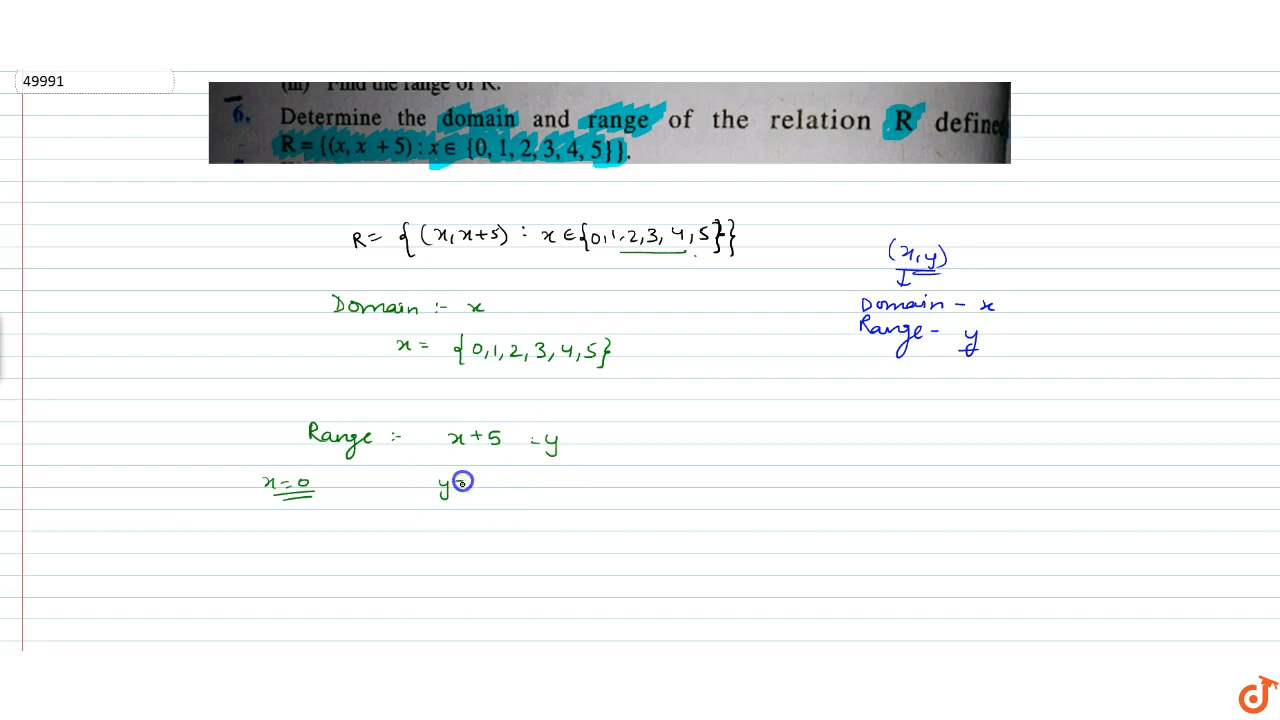 49991
(iii) Find the range of R.
6. Determine the domain and range of the relation R define
R = {(x, x + 5) : x ∈ {0, 1, 2, 3, 4, 5}}.
R = { (x, x+5) : x ∈ {0, 1, 2, 3, 4, 5}}
(x, y)
↓
Domain - x
Range - y
Domain :- x
x = {0, 1, 2, 3, 4, 5}
Range :- x + 5 = y
x = 0 y =
d